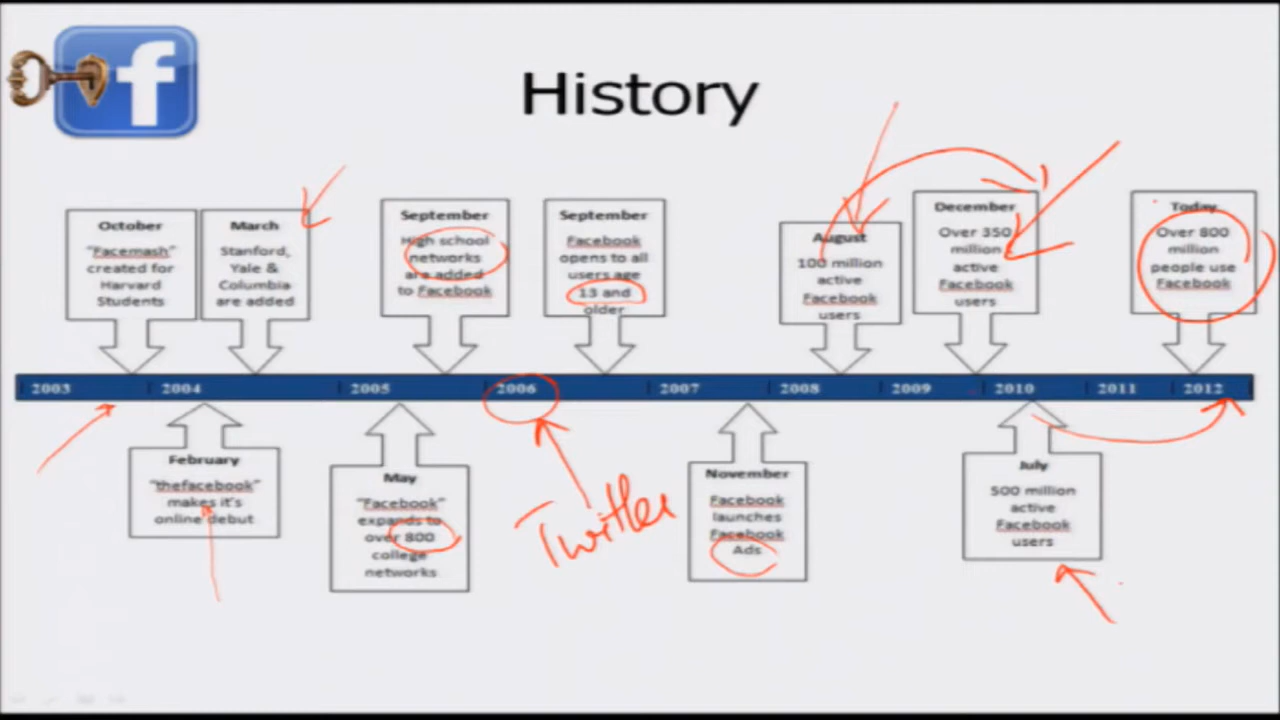 f
History
October
"Facemash"
created for
Harvard
Students
March
Stanford,
Yale &
Columbia
are added
September
High school
networks
are added
to Facebook
September
Facebook
opens to all
users age
13 and
older
August
100 million
active
Facebook
users
December
Over 350
million
active
Facebook
users
Today
Over 800
million
people use
Facebook
2003 2004 2005 2006 2007 2008 2009 2010 2011 2012
February
"thefacebook"
makes it's
online debut
May
"Facebook"
expands to
over 800
college
networks
Twitter
November
Facebook
launches
Facebook
Ads
July
500 million
active
Facebook
users